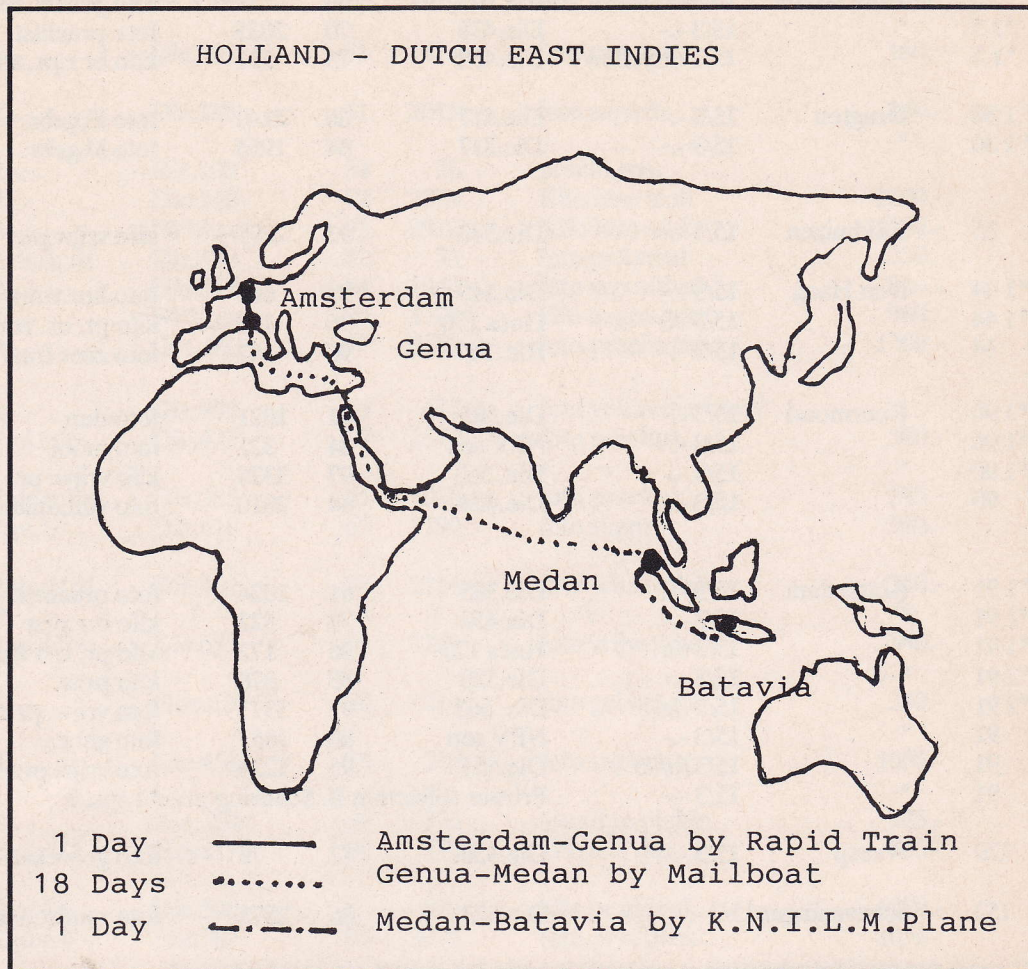 HOLLAND - DUTCH EAST INDIES
Amsterdam
Genua
Medan
Batavia
1 Day Amsterdam-Genua by Rapid Train
18 Days Genua-Medan by Mailboat
1 Day Medan-Batavia by K.N.I.L.M.Plane